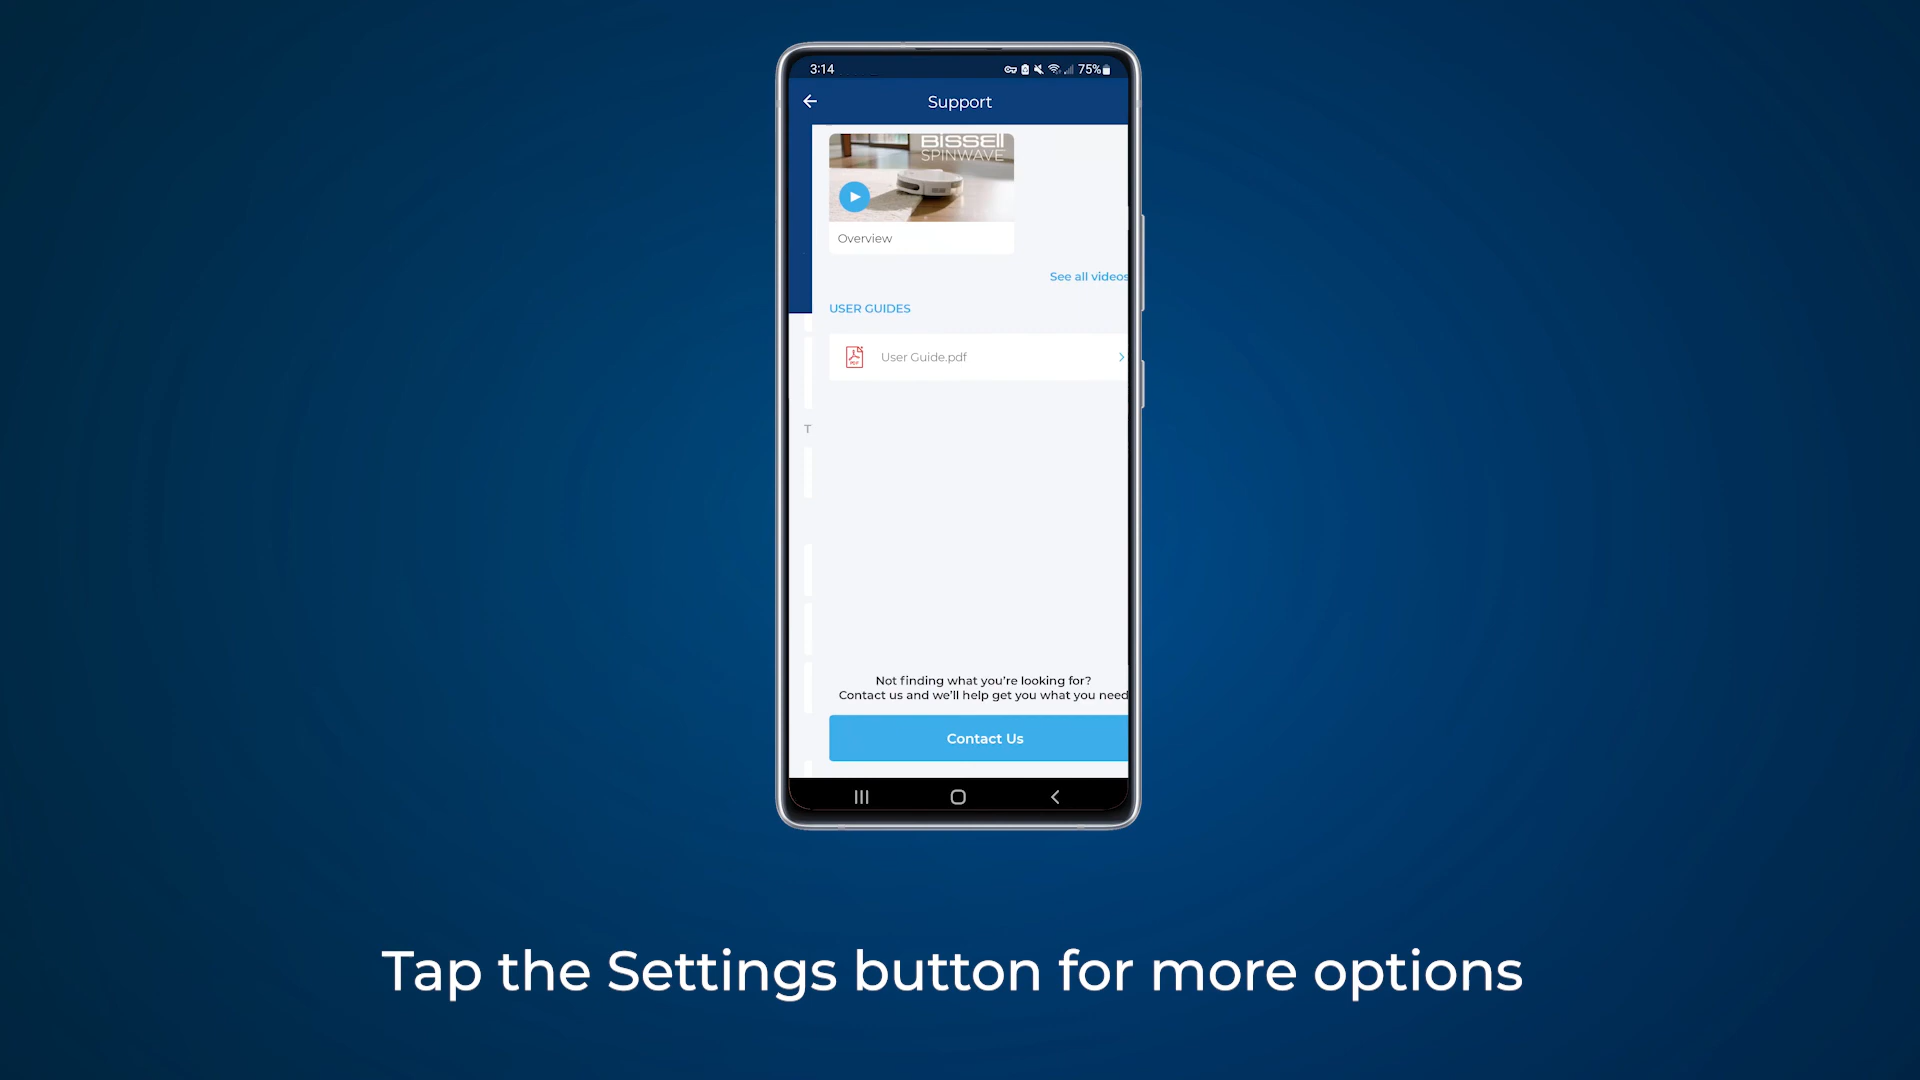 3:14
75%
Support
BISSELL
SPINWAVE
Overview
See all videos
USER GUIDES
PDF
User Guide.pdf
T
Not finding what you're looking for?
Contact us and we'll help get you what you need
Contact Us
Tap the Settings button for more options